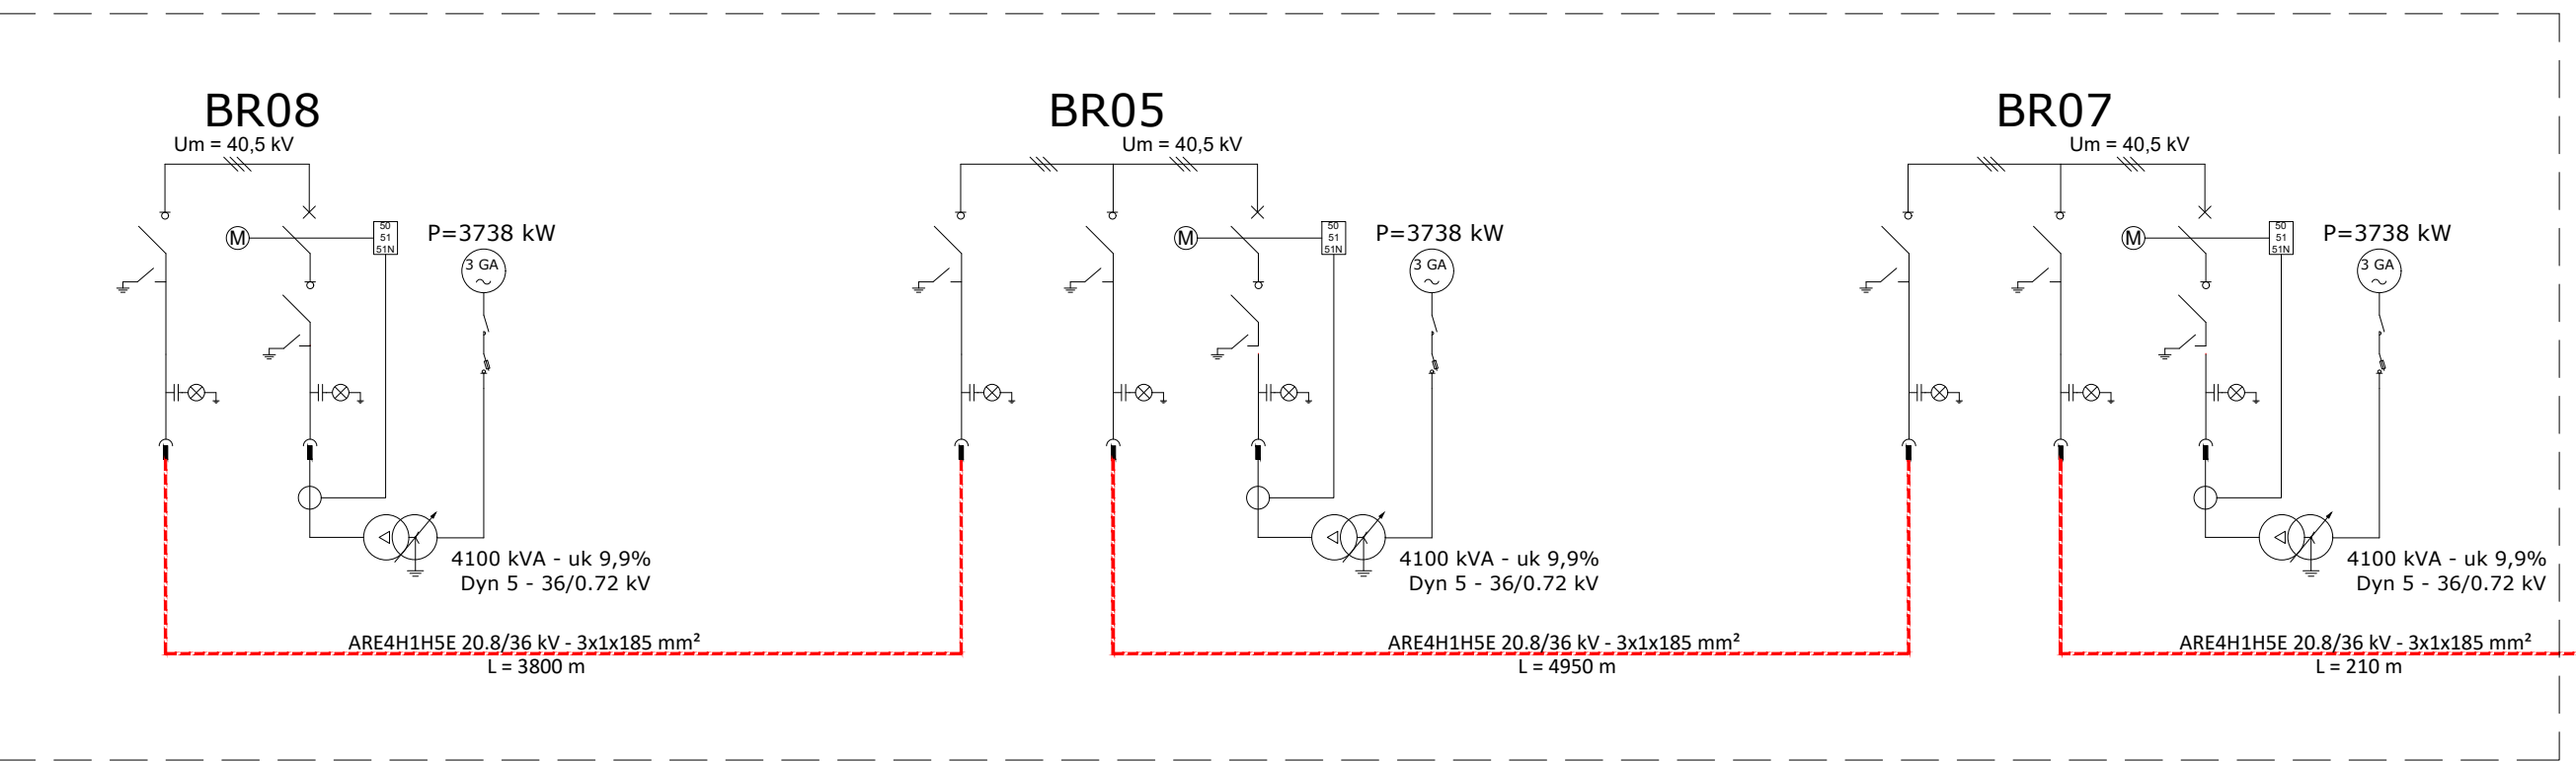 BR08
Um = 40,5 kV
M
50
51
51N
P=3738 kW
3 GA
4100 kVA - uk 9,9%
Dyn 5 - 36/0.72 kV
ARE4H1H5E 20.8/36 kV - 3x1x185 mm²
L = 3800 m
BR05
Um = 40,5 kV
M
50
51
51N
P=3738 kW
3 GA
4100 kVA - uk 9,9%
Dyn 5 - 36/0.72 kV
ARE4H1H5E 20.8/36 kV - 3x1x185 mm²
L = 4950 m
BR07
Um = 40,5 kV
M
50
51
51N
P=3738 kW
3 GA
4100 kVA - uk 9,9%
Dyn 5 - 36/0.72 kV
ARE4H1H5E 20.8/36 kV - 3x1x185 mm²
L = 210 m